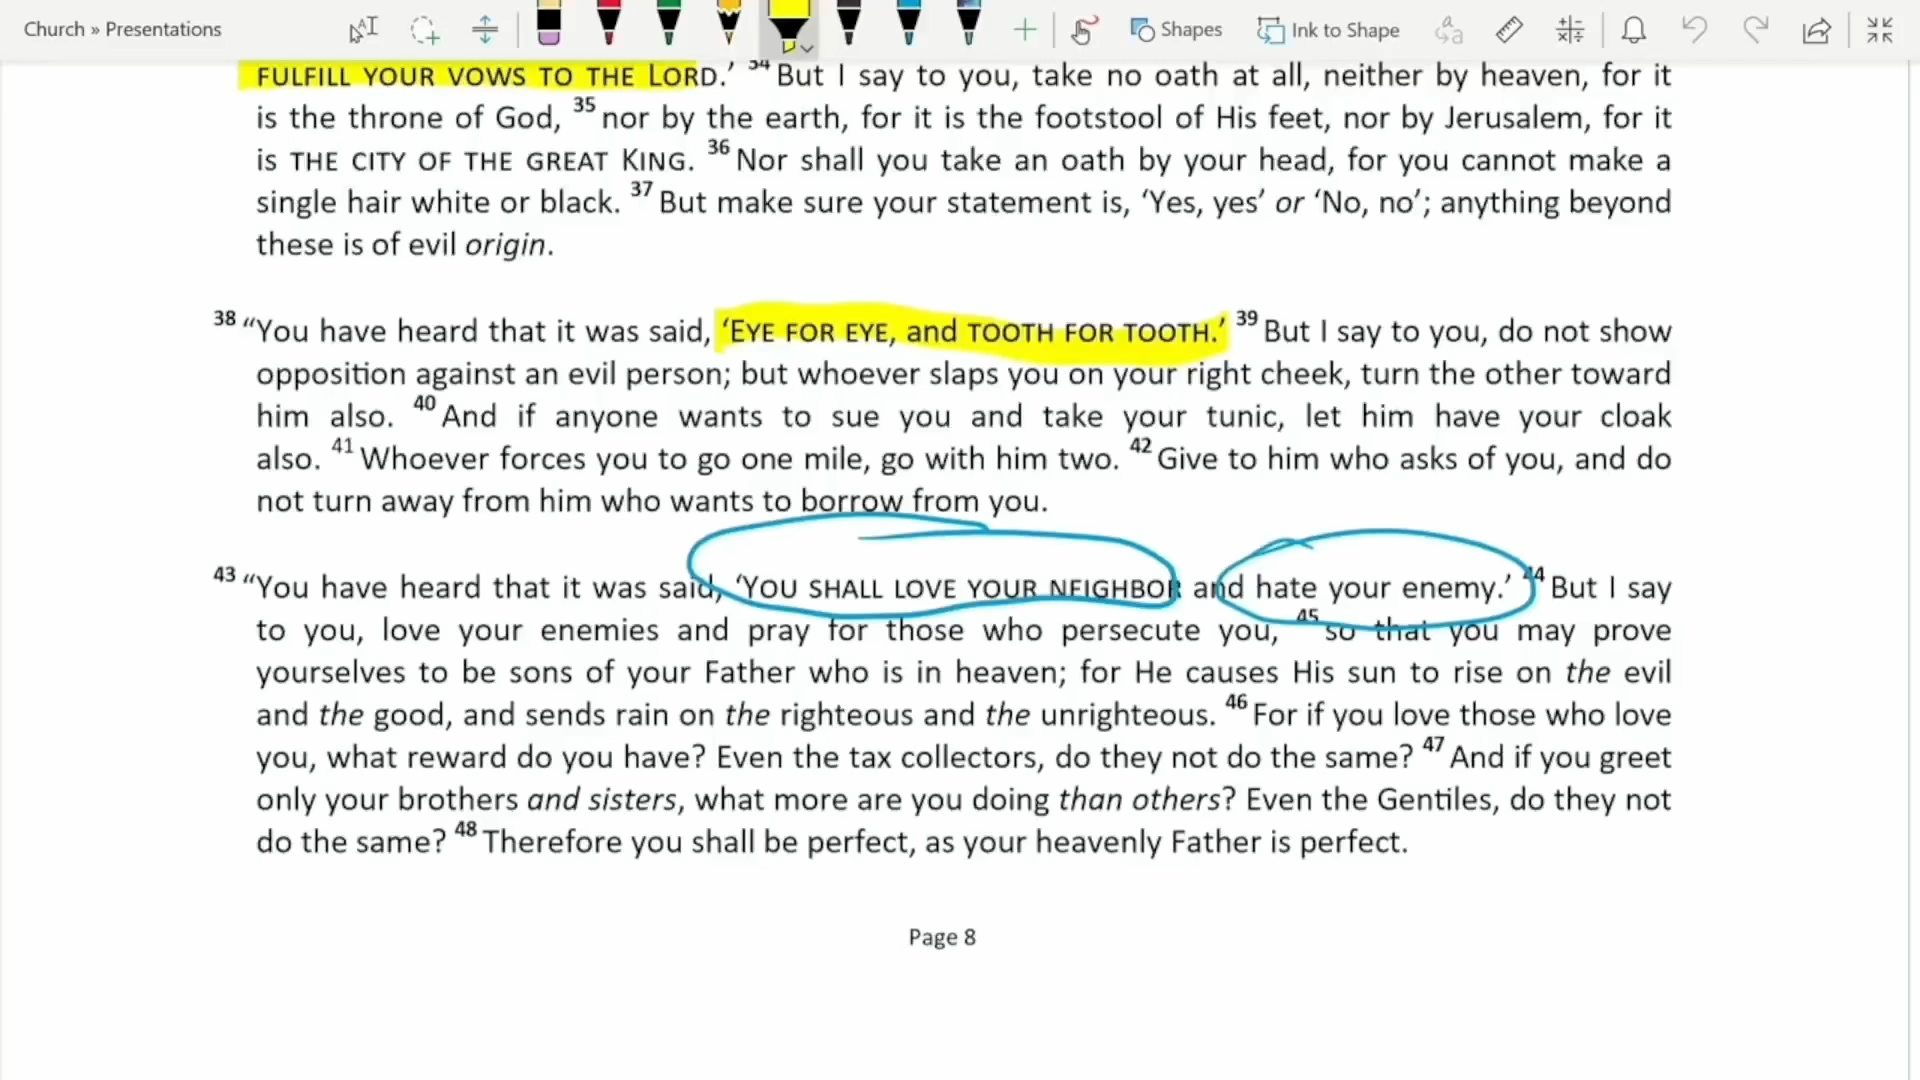 Church » Presentations
Shapes
Ink to Shape
FULFILL YOUR VOWS TO THE LORD.’ 34 But I say to you, take no oath at all, neither by heaven, for it
is the throne of God, 35 nor by the earth, for it is the footstool of His feet, nor by Jerusalem, for it
is THE CITY OF THE GREAT KING. 36 Nor shall you take an oath by your head, for you cannot make a
single hair white or black. 37 But make sure your statement is, ‘Yes, yes’ or ‘No, no’; anything beyond
these is of evil origin.
38 “You have heard that it was said, ‘EYE FOR EYE, and TOOTH FOR TOOTH.’ 39 But I say to you, do not show
opposition against an evil person; but whoever slaps you on your right cheek, turn the other toward
him also. 40 And if anyone wants to sue you and take your tunic, let him have your cloak
also. 41 Whoever forces you to go one mile, go with him two. 42 Give to him who asks of you, and do
not turn away from him who wants to borrow from you.
43 “You have heard that it was said, ‘YOU SHALL LOVE YOUR NEIGHBOR and hate your enemy.’ 44 But I say
to you, love your enemies and pray for those who persecute you, 45 so that you may prove
yourselves to be sons of your Father who is in heaven; for He causes His sun to rise on the evil
and the good, and sends rain on the righteous and the unrighteous. 46 For if you love those who love
you, what reward do you have? Even the tax collectors, do they not do the same? 47 And if you greet
only your brothers and sisters, what more are you doing than others? Even the Gentiles, do they not
do the same? 48 Therefore you shall be perfect, as your heavenly Father is perfect.
Page 8